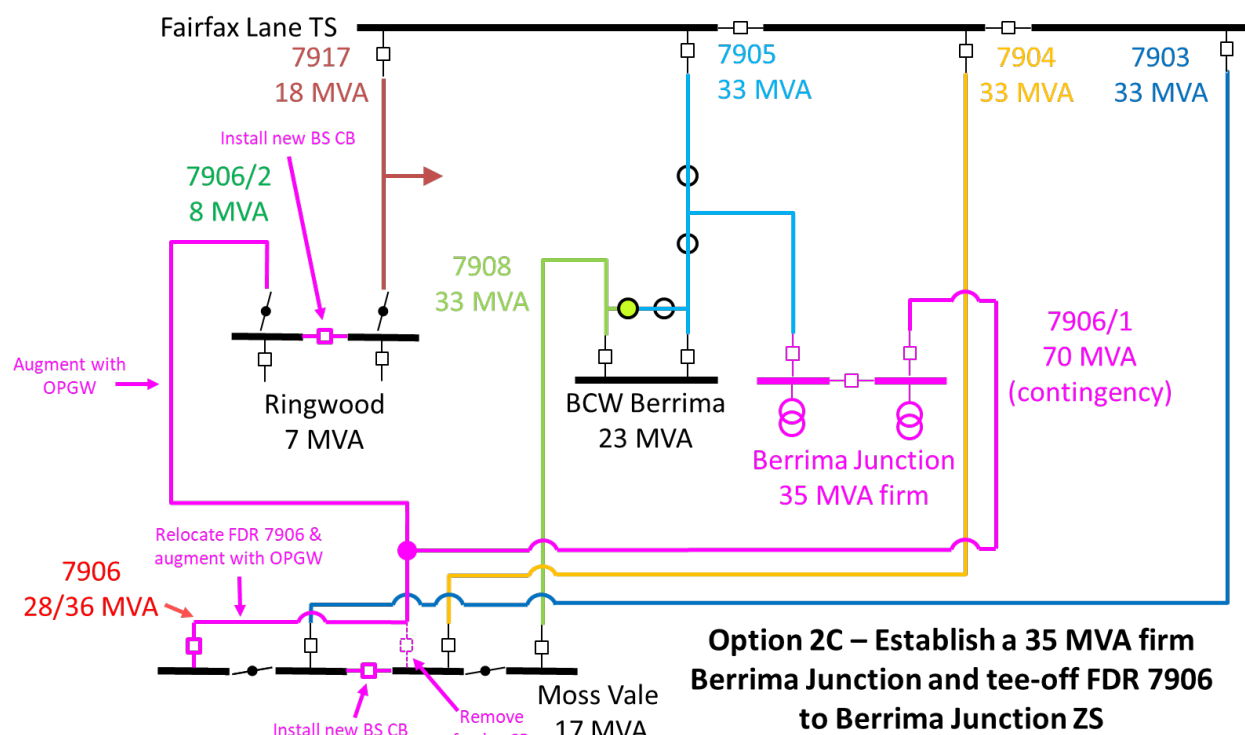 Fairfax Lane TS
7917
18 MVA
7905
33 MVA
7904
33 MVA
7903
33 MVA
Install new BS CB
7906/2
8 MVA
7908
33 MVA
7906/1
70 MVA
(contingency)
Augment with
OPGW
Ringwood
7 MVA
BCW Berrima
23 MVA
Berrima Junction
35 MVA firm
Relocate FDR 7906 &
augment with OPGW
7906
28/36 MVA
Option 2C – Establish a 35 MVA firm
Berrima Junction and tee-off FDR 7906
to Berrima Junction ZS
Moss Vale
17 MVA
Install new BS CB
Remove